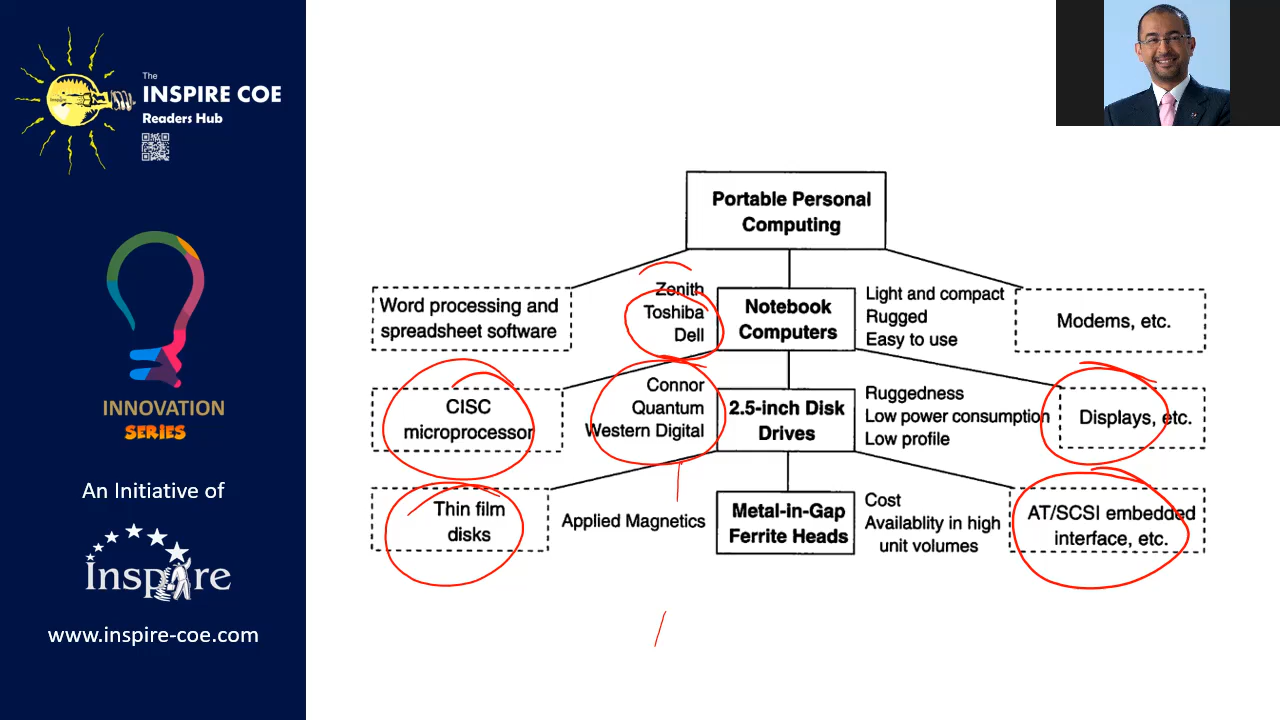 The
INSPIRE COE
Readers Hub
INNOVATION
SERIES
An Initiative of
Inspire
www.inspire-coe.com
Portable Personal
Computing
Word processing and
spreadsheet software
Zenith
Toshiba
Dell
Notebook
Computers
Light and compact
Rugged
Easy to use
Modems, etc.
CISC
microprocessor
Connor
Quantum
Western Digital
2.5-inch Disk
Drives
Ruggedness
Low power consumption
Low profile
Displays, etc.
Thin film
disks
Applied Magnetics
Metal-in-Gap
Ferrite Heads
Cost
Availablity in high
unit volumes
AT/SCSI embedded
interface, etc.